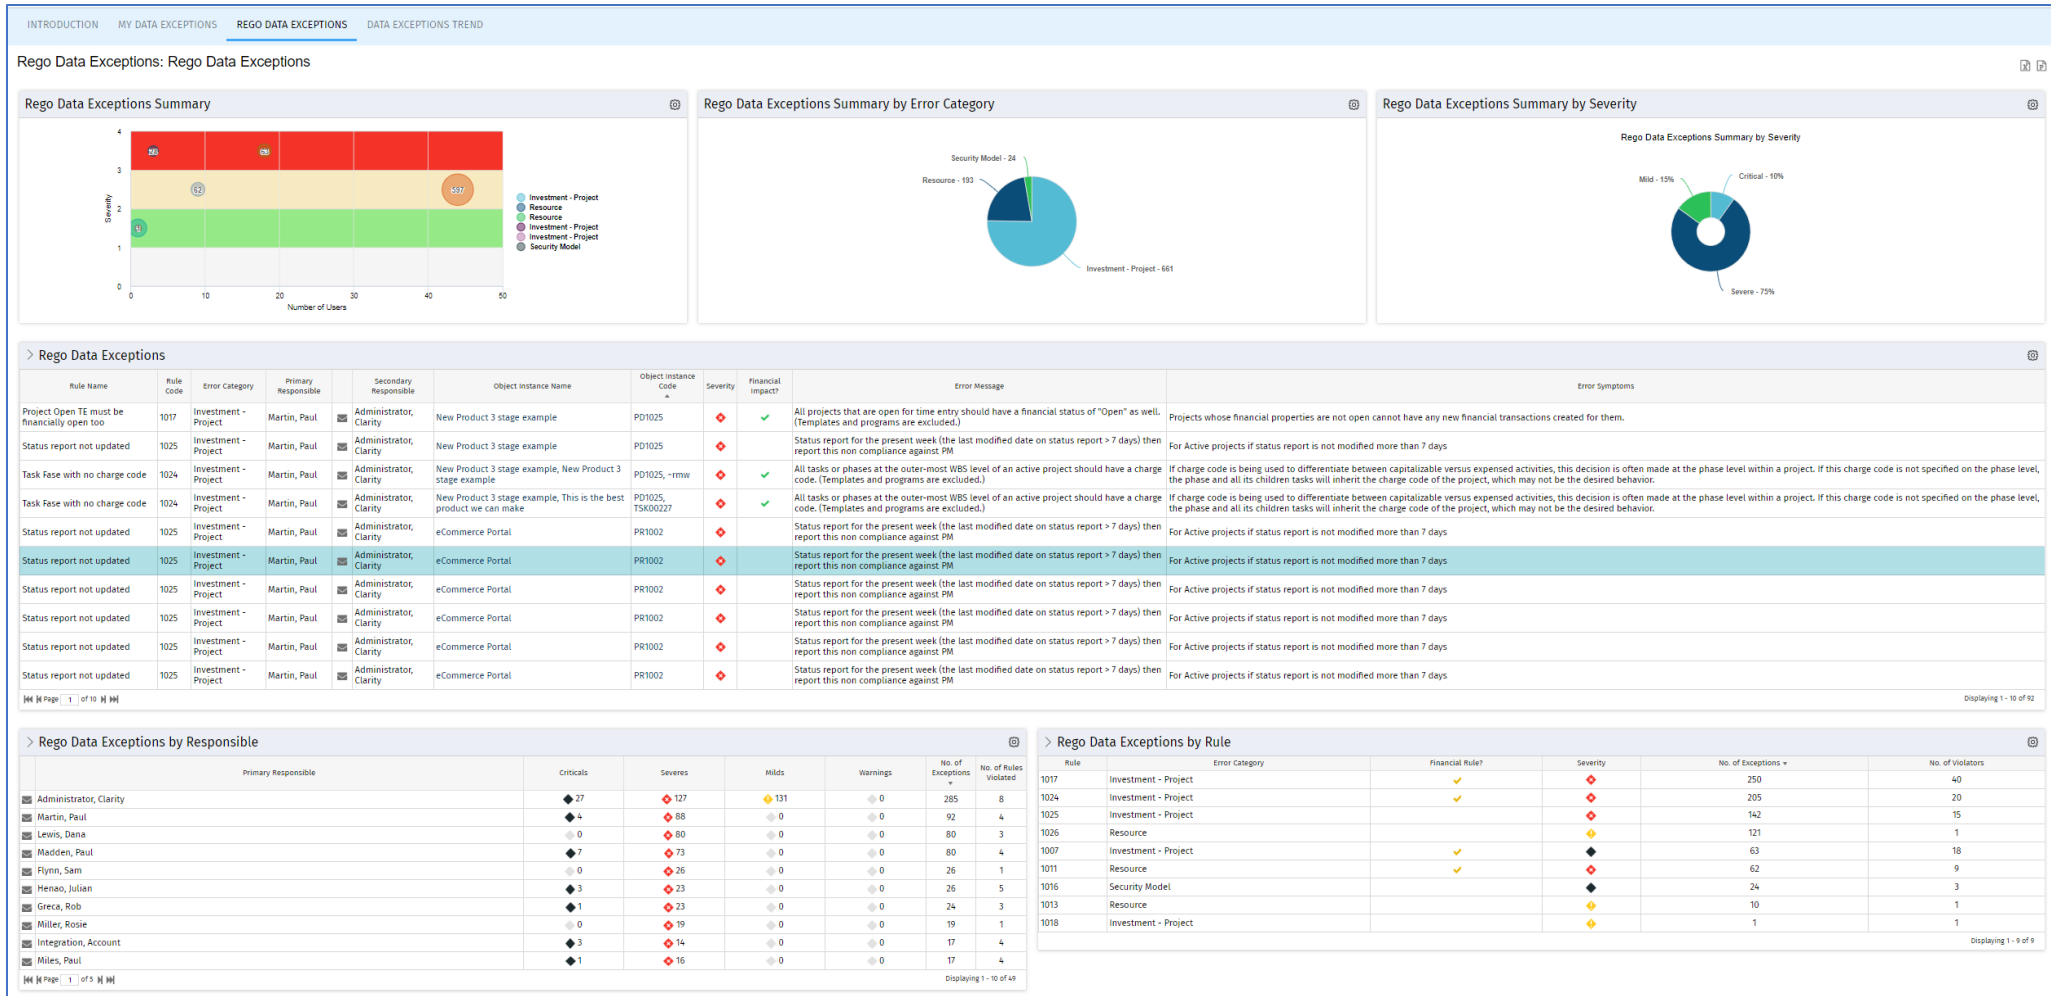 INTRODUCTION MY DATA EXCEPTIONS REGO DATA EXCEPTIONS DATA EXCEPTIONS TREND
Rego Data Exceptions: Rego Data Exceptions
Rego Data Exceptions Summary
4
3
2
1
0
Severity
63
62
597
0 10 20 30 40 50
Number of Users
Investment - Project
Resource
Resource
Investment - Project
Investment - Project
Security Model
Rego Data Exceptions Summary by Error Category
Security Model - 24
Resource - 193
Investment - Project - 661
Rego Data Exceptions Summary by Severity
Rego Data Exceptions Summary by Severity
Mild - 15%
Critical - 10%
Severe - 75%
Rego Data Exceptions
Rule Name Rule Code Error Category Primary Responsible Secondary Responsible Object Instance Name Object Instance Code Severity Financial Impact? Error Message Error Symptoms
Project Open TE must be financially open too 1017 Investment - Project Martin, Paul Administrator, Clarity New Product 3 stage example PD1025 All projects that are open for time entry should have a financial status of "Open" as well. (Templates and programs are excluded.) Projects whose financial properties are not open cannot have any new financial transactions created for them.
Status report not updated 1025 Investment - Project Martin, Paul Administrator, Clarity New Product 3 stage example PD1025 Status report for the present week (the last modified date on status report > 7 days) then report this non compliance against PM For Active projects if status report is not modified more than 7 days
Task Fase with no charge code 1024 Investment - Project Martin, Paul Administrator, Clarity New Product 3 stage example, New Product 3 stage example PD1025, ~rmw All tasks or phases at the outer-most WBS level of an active project should have a charge code. (Templates and programs are excluded.) If charge code is being used to differentiate between capitalizable versus expensed activities, this decision is often made at the phase level within a project. If this charge code is not specified on the phase level, the phase and all its children tasks will inherit the charge code of the project, which may not be the desired behavior.
Task Fase with no charge code 1024 Investment - Project Martin, Paul Administrator, Clarity New Product 3 stage example, This is the best product we can make PD1025, TSK00227 All tasks or phases at the outer-most WBS level of an active project should have a charge code. (Templates and programs are excluded.) If charge code is being used to differentiate between capitalizable versus expensed activities, this decision is often made at the phase level within a project. If this charge code is not specified on the phase level, the phase and all its children tasks will inherit the charge code of the project, which may not be the desired behavior.
Status report not updated 1025 Investment - Project Martin, Paul Administrator, Clarity eCommerce Portal PR1002 Status report for the present week (the last modified date on status report > 7 days) then report this non compliance against PM For Active projects if status report is not modified more than 7 days
Status report not updated 1025 Investment - Project Martin, Paul Administrator, Clarity eCommerce Portal PR1002 Status report for the present week (the last modified date on status report > 7 days) then report this non compliance against PM For Active projects if status report is not modified more than 7 days
Status report not updated 1025 Investment - Project Martin, Paul Administrator, Clarity eCommerce Portal PR1002 Status report for the present week (the last modified date on status report > 7 days) then report this non compliance against PM For Active projects if status report is not modified more than 7 days
Status report not updated 1025 Investment - Project Martin, Paul Administrator, Clarity eCommerce Portal PR1002 Status report for the present week (the last modified date on status report > 7 days) then report this non compliance against PM For Active projects if status report is not modified more than 7 days
Status report not updated 1025 Investment - Project Martin, Paul Administrator, Clarity eCommerce Portal PR1002 Status report for the present week (the last modified date on status report > 7 days) then report this non compliance against PM For Active projects if status report is not modified more than 7 days
Status report not updated 1025 Investment - Project Martin, Paul Administrator, Clarity eCommerce Portal PR1002 Status report for the present week (the last modified date on status report > 7 days) then report this non compliance against PM For Active projects if status report is not modified more than 7 days
Page 1 of 10 Displaying 1 - 10 of 92
Rego Data Exceptions by Responsible
Primary Responsible Criticals Severes Milds Warnings No. of Exceptions No. of Rules Violated
Administrator, Clarity 27 127 131 0 285 8
Martin, Paul 4 88 0 0 92 4
Lewis, Dana 0 80 0 0 80 3
Madden, Paul 7 73 0 0 80 4
Flynn, Sam 0 26 0 0 26 1
Henao, Julian 3 23 0 0 26 5
Greca, Rob 1 23 0 0 24 3
Miller, Rosie 0 19 0 0 19 1
Integration, Account 3 14 0 0 17 4
Miles, Paul 1 16 0 0 17 4
Page 1 of 5 Displaying 1 - 10 of 49
Rego Data Exceptions by Rule
Rule Error Category Financial Rule? Severity No. of Exceptions No. of Violators
1017 Investment - Project 250 40
1024 Investment - Project 205 20
1025 Investment - Project 142 15
1026 Resource 121 1
1007 Investment - Project 63 18
1011 Resource 62 9
1016 Security Model 24 3
1013 Resource 10 1
1018 Investment - Project 1 1
Displaying 1 - 9 of 9